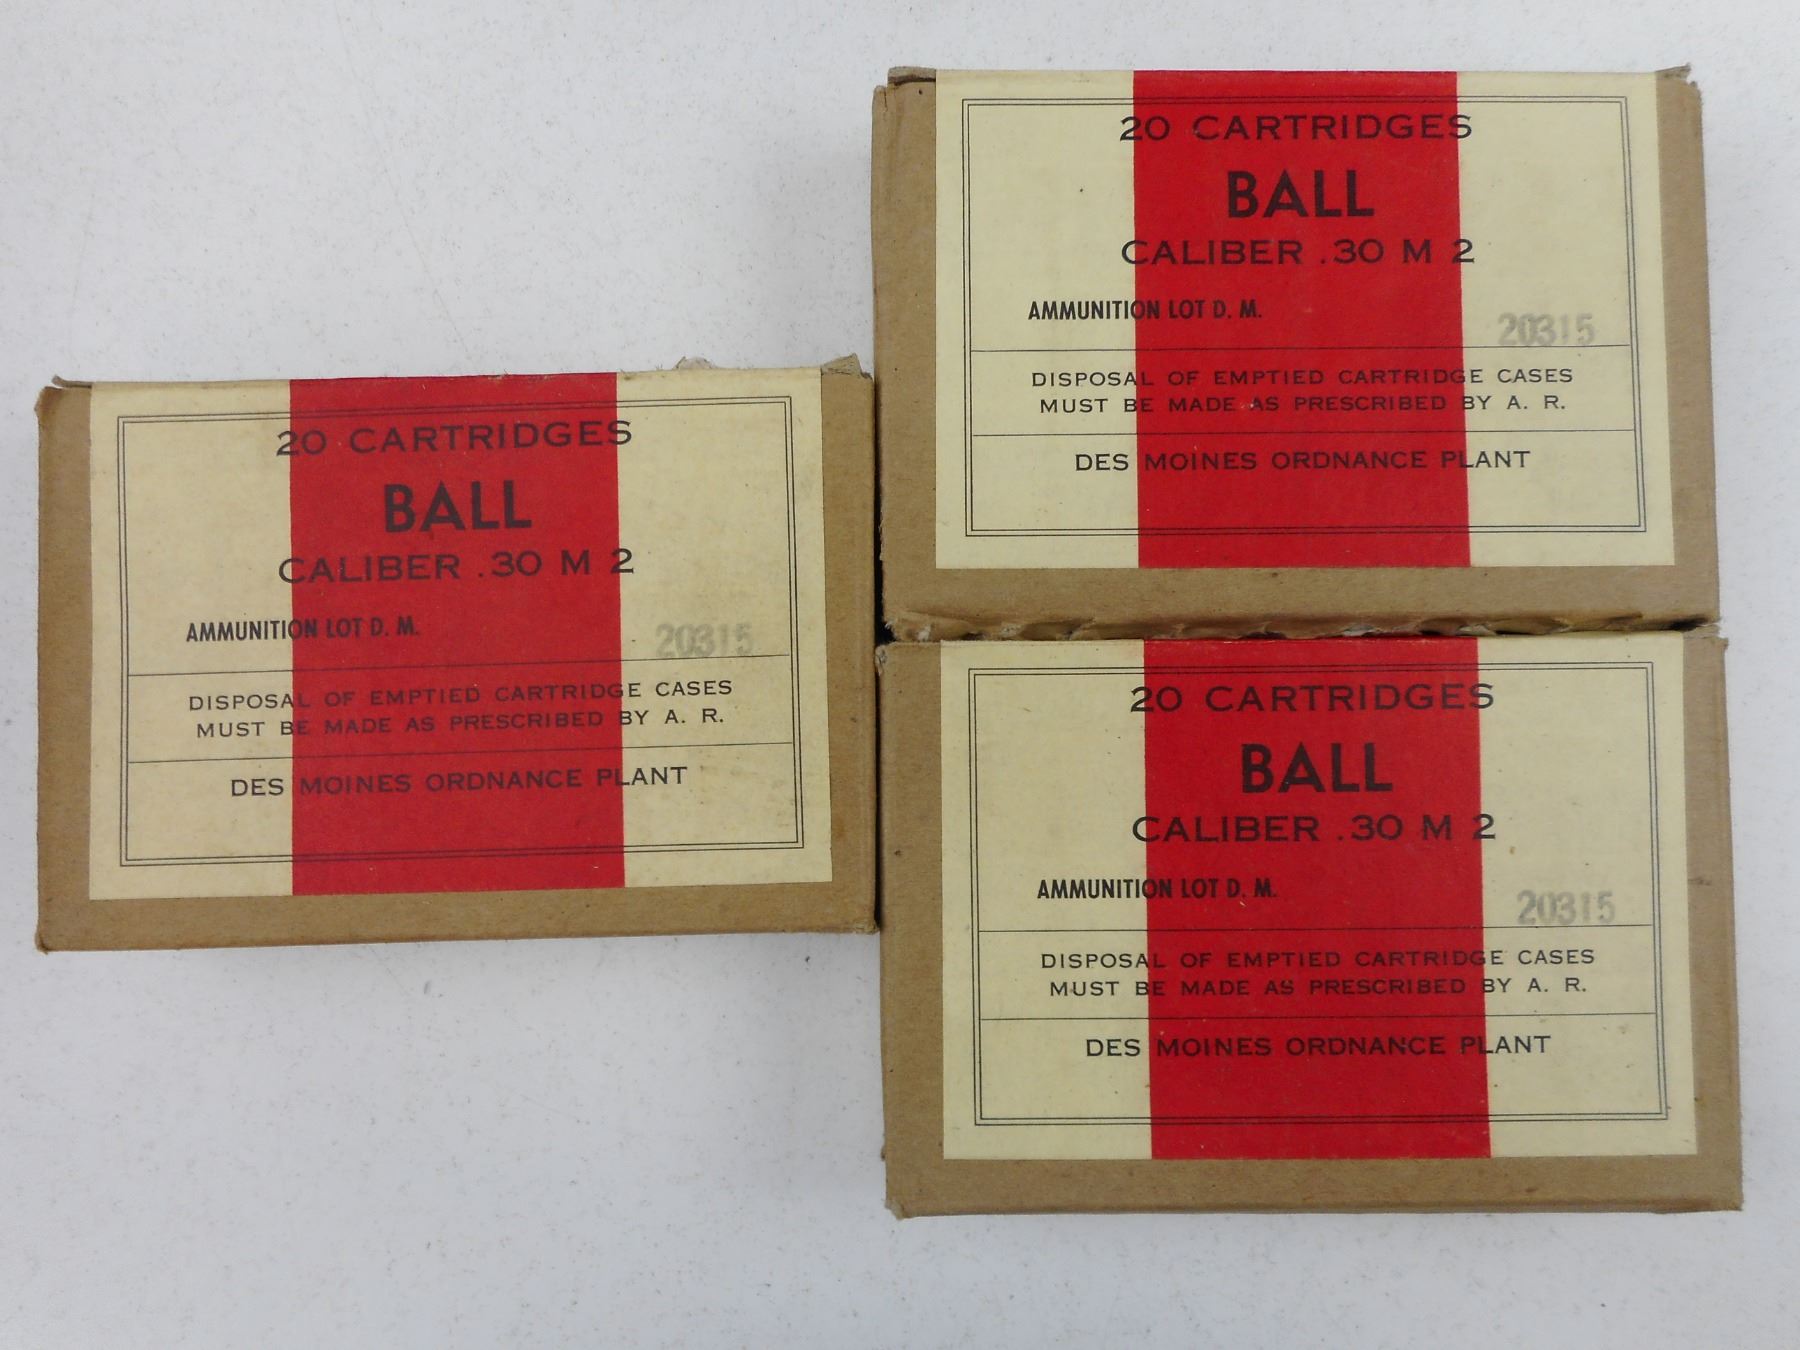 20 CARTRIDGES
BALL
CALIBER .30 M 2
AMMUNITION LOT D. M. 20315
DISPOSAL OF EMPTIED CARTRIDGE CASES
MUST BE MADE AS PRESCRIBED BY A. R.
DES MOINES ORDNANCE PLANT
20 CARTRIDGES
BALL
CALIBER .30 M 2
AMMUNITION LOT D. M. 20315
DISPOSAL OF EMPTIED CARTRIDGE CASES
MUST BE MADE AS PRESCRIBED BY A. R.
DES MOINES ORDNANCE PLANT
20 CARTRIDGES
BALL
CALIBER .30 M 2
AMMUNITION LOT D. M. 20315
DISPOSAL OF EMPTIED CARTRIDGE CASES
MUST BE MADE AS PRESCRIBED BY A. R.
DES MOINES ORDNANCE PLANT